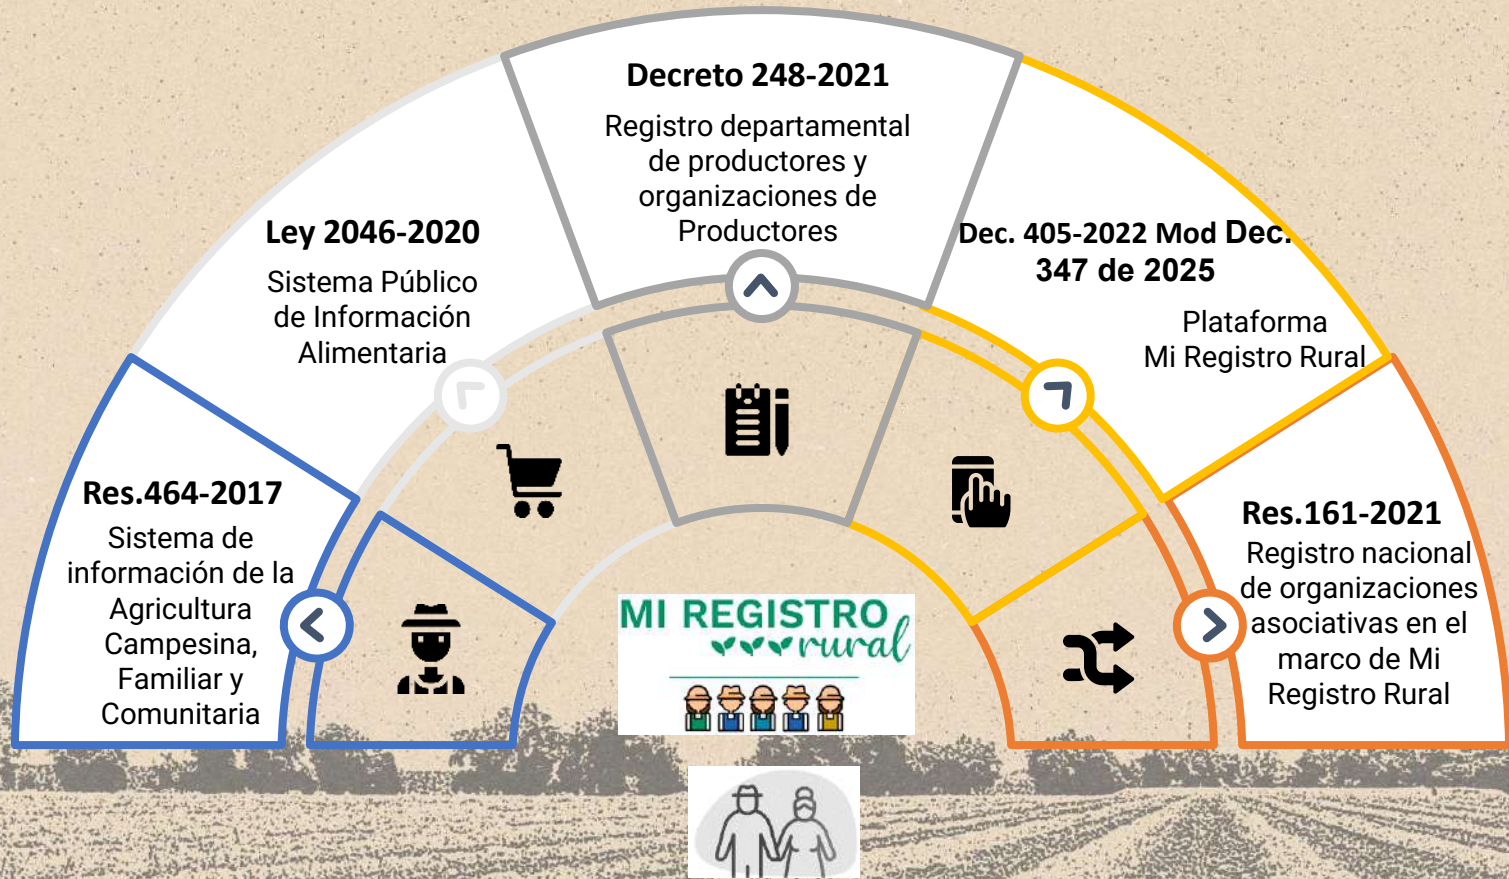 Res.464-2017
Sistema de
información de la
Agricultura
Campesina,
Familiar y
Comunitaria
Ley 2046-2020
Sistema Público
de Información
Alimentaria
Decreto 248-2021
Registro departamental
de productores y
organizaciones de
Productores
Dec. 405-2022 Mod Dec.
347 de 2025
Plataforma
Mi Registro Rural
Res.161-2021
Registro nacional
de organizaciones
asociativas en el
marco de Mi
Registro Rural
MI REGISTRO
rural